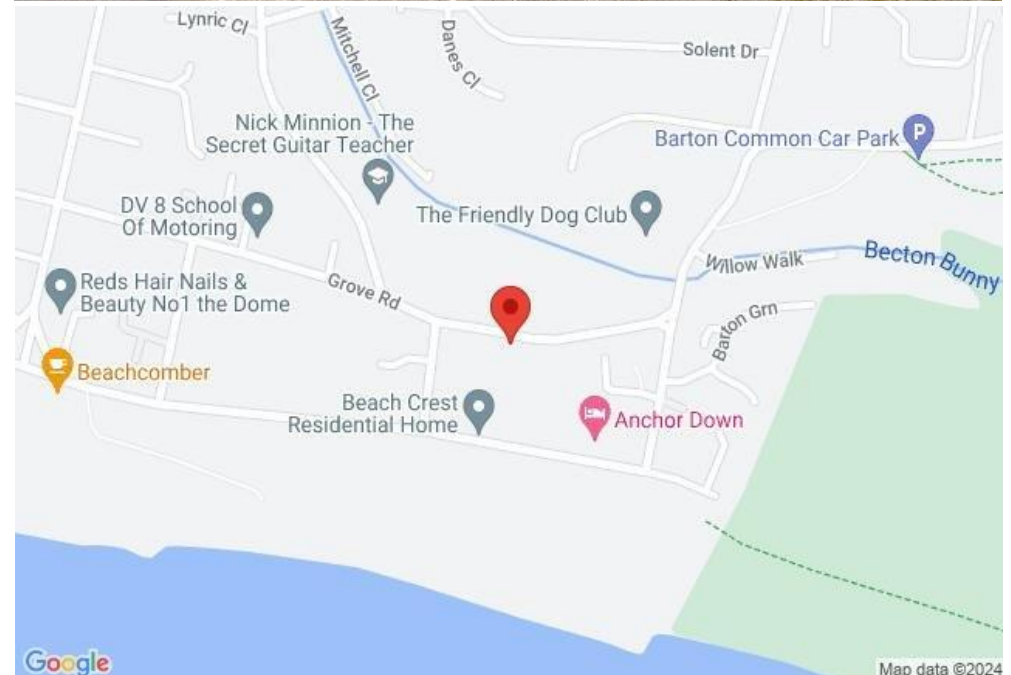 Lynric Cl
Mitchell Cl
Danes Cl
Solent Dr
Nick Minnion - The
Secret Guitar Teacher
Barton Common Car Park
P
DV 8 School
Of Motoring
The Friendly Dog Club
Willow Walk
Becton Bunny
Reds Hair Nails &
Beauty No1 the Dome
Grove Rd
Barton Grn
Beachcomber
Beach Crest
Residential Home
Anchor Down
Google
Map data ©2024